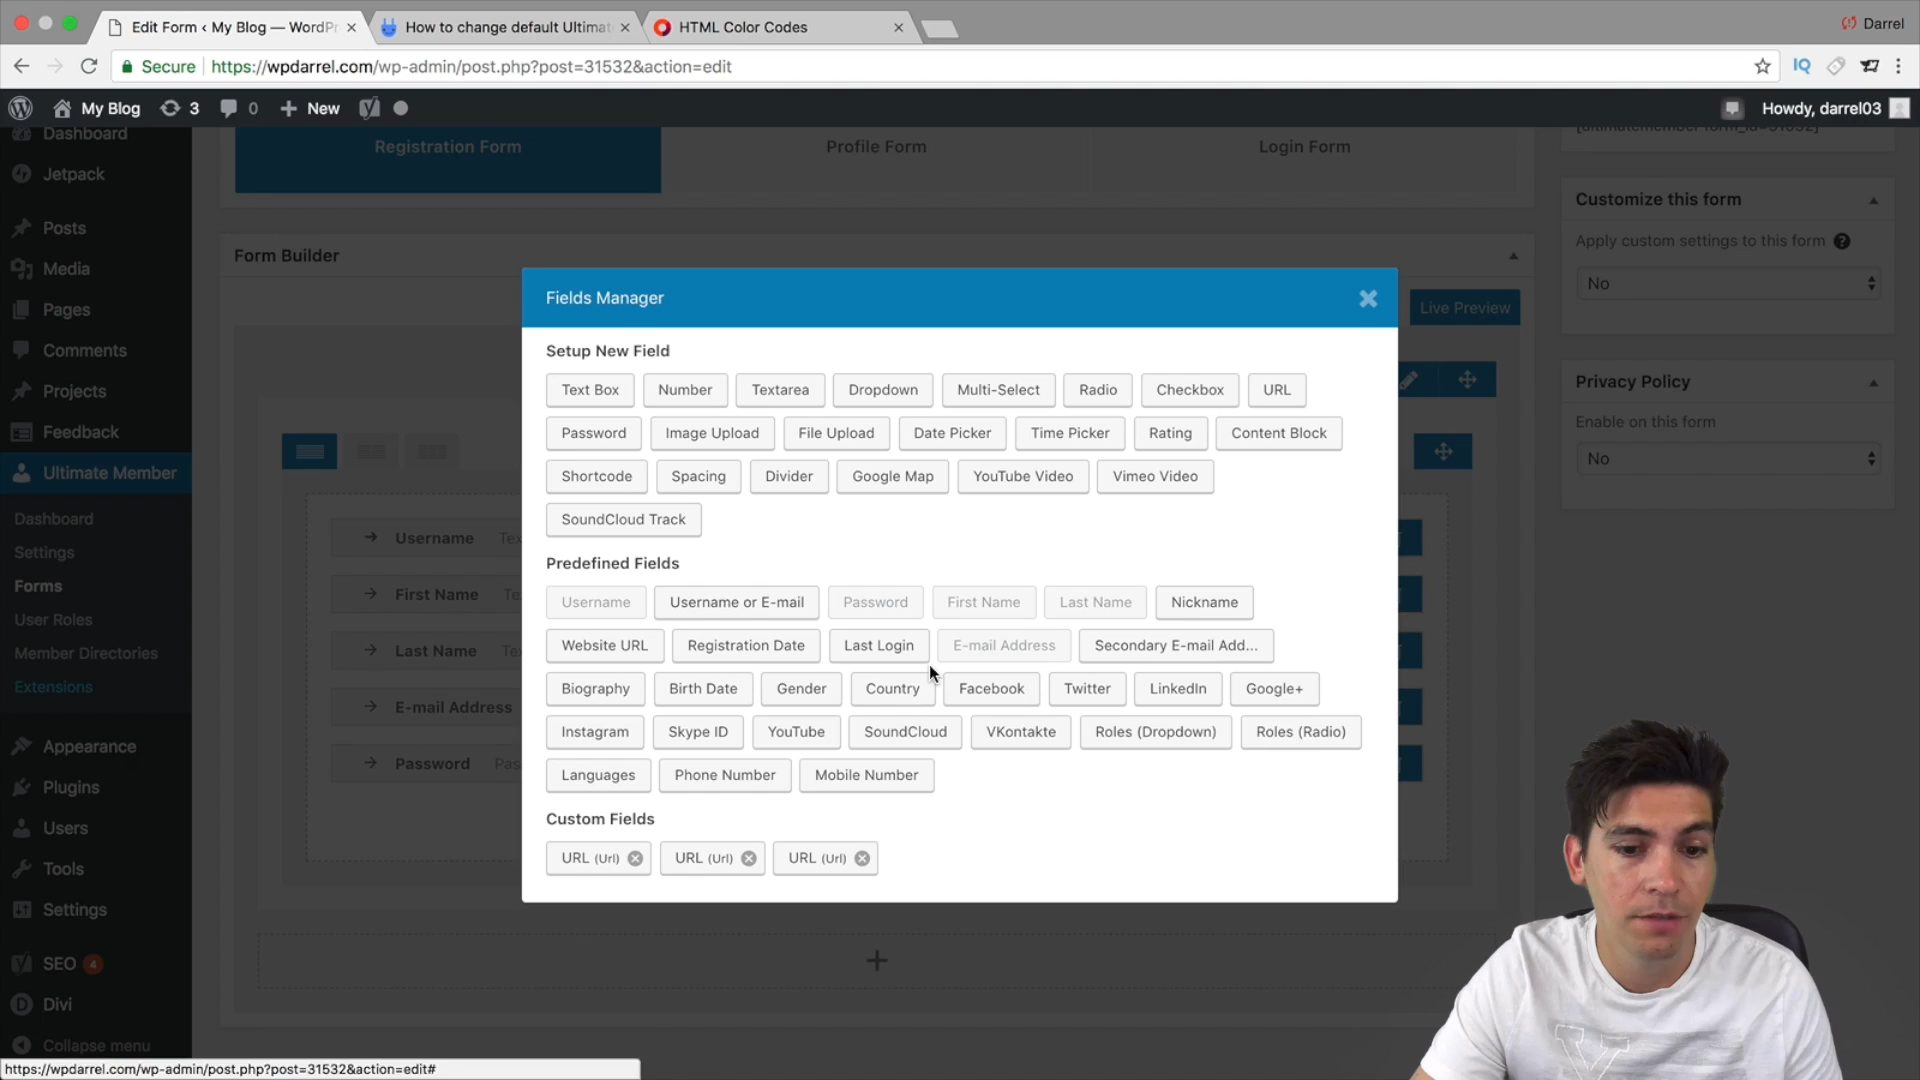 Edit Form ‹ My Blog — WordPr
How to change default Ultima
HTML Color Codes
Darrel
Secure
https://wpdarrel.com/wp-admin/post.php?post=31532&action=edit
IQ
My Blog
3
0
New
Howdy, darrel03
Dashboard
Jetpack
Posts
Media
Pages
Comments
Projects
Feedback
Ultimate Member
Dashboard
Settings
Forms
User Roles
Member Directories
Extensions
Appearance
Plugins
Users
Tools
Settings
SEO 4
Divi
Collapse menu
Registration Form
Profile Form
Login Form
Form Builder
Live Preview
Username
First Name
Last Name
E-mail Address
Password
Fields Manager
Setup New Field
Text Box Number Textarea Dropdown Multi-Select Radio Checkbox URL
Password Image Upload File Upload Date Picker Time Picker Rating Content Block
Shortcode Spacing Divider Google Map YouTube Video Vimeo Video
SoundCloud Track
Predefined Fields
Username Username or E-mail Password First Name Last Name Nickname
Website URL Registration Date Last Login E-mail Address Secondary E-mail Add...
Biography Birth Date Gender Country Facebook Twitter LinkedIn Google+
Instagram Skype ID YouTube SoundCloud VKontakte Roles (Dropdown) Roles (Radio)
Languages Phone Number Mobile Number
Custom Fields
URL (Url) URL (Url) URL (Url)
Customize this form
Apply custom settings to this form ?
No
Privacy Policy
Enable on this form
No
https://wpdarrel.com/wp-admin/post.php?post=31532&action=edit#